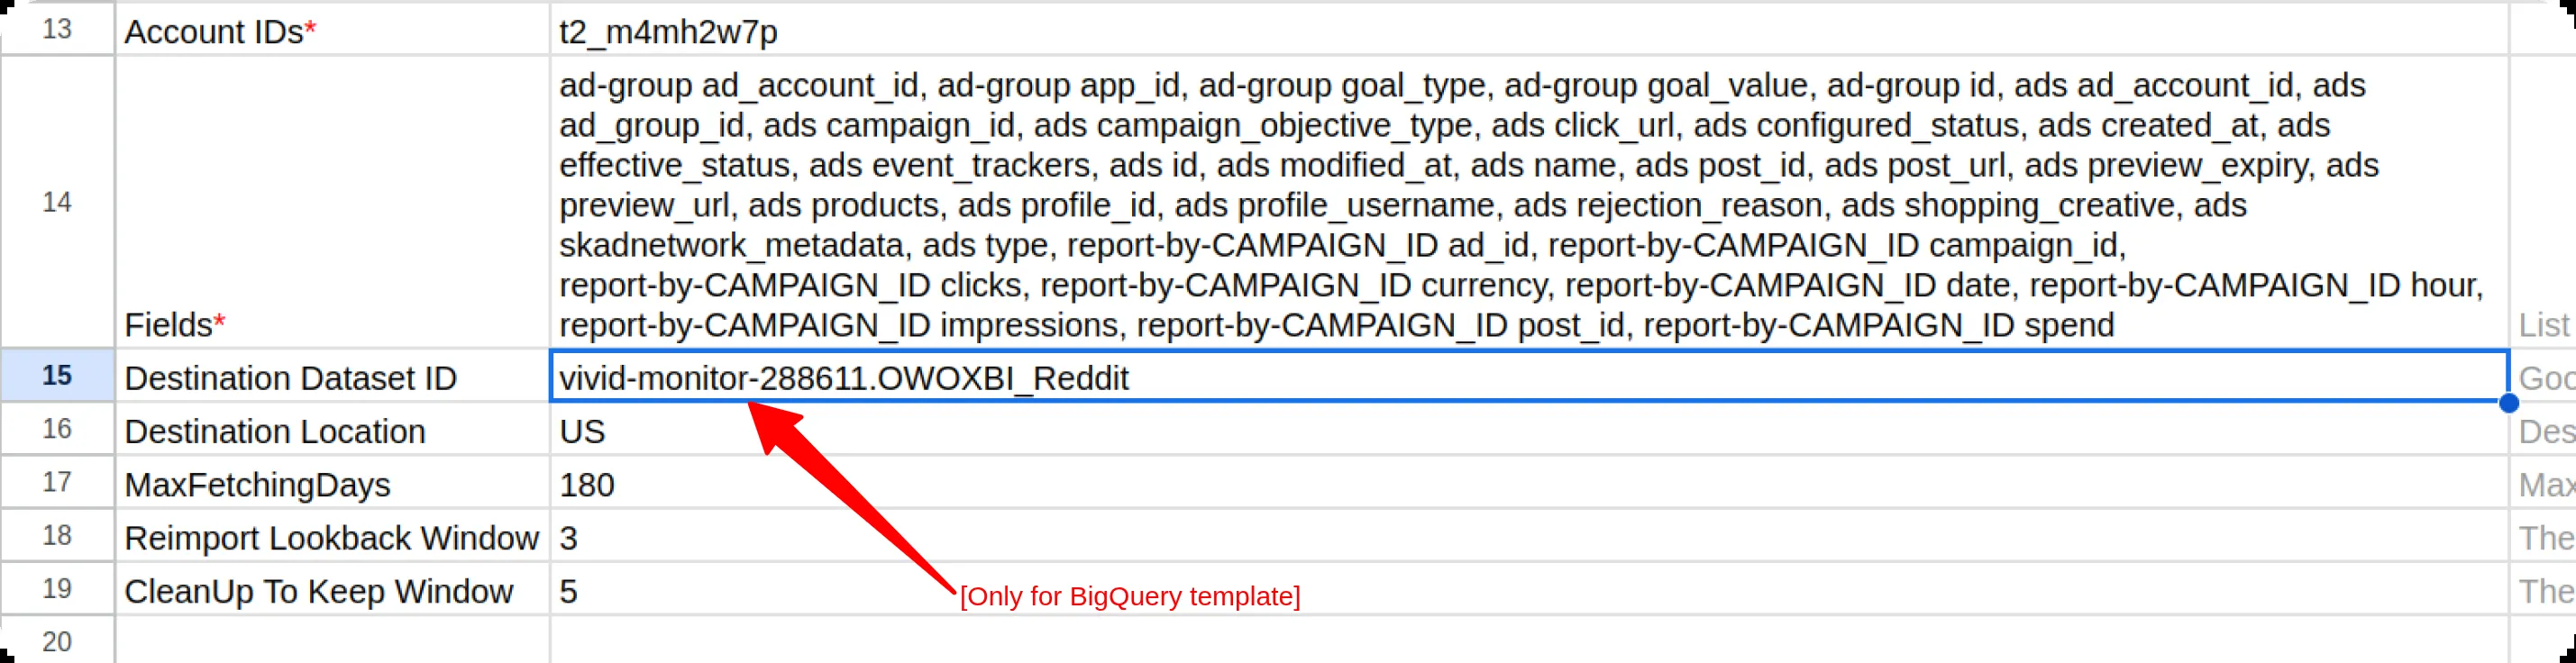 13 Account IDs* t2_m4mh2w7p
ad-group ad_account_id, ad-group app_id, ad-group goal_type, ad-group goal_value, ad-group id, ads ad_account_id, ads
ad_group_id, ads campaign_id, ads campaign_objective_type, ads click_url, ads configured_status, ads created_at, ads
effective_status, ads event_trackers, ads id, ads modified_at, ads name, ads post_id, ads post_url, ads preview_expiry, ads
14 preview_url, ads products, ads profile_id, ads profile_username, ads rejection_reason, ads shopping_creative, ads
skadnetwork_metadata, ads type, report-by-CAMPAIGN_ID ad_id, report-by-CAMPAIGN_ID campaign_id,
report-by-CAMPAIGN_ID clicks, report-by-CAMPAIGN_ID currency, report-by-CAMPAIGN_ID date, report-by-CAMPAIGN_ID hour,
Fields* report-by-CAMPAIGN_ID impressions, report-by-CAMPAIGN_ID post_id, report-by-CAMPAIGN_ID spend List
15 Destination Dataset ID vivid-monitor-288611.OWOXBI_Reddit Goo
16 Destination Location US Des
17 MaxFetchingDays 180 Max
18 Reimport Lookback Window 3 The
19 CleanUp To Keep Window 5 The
[Only for BigQuery template]
20